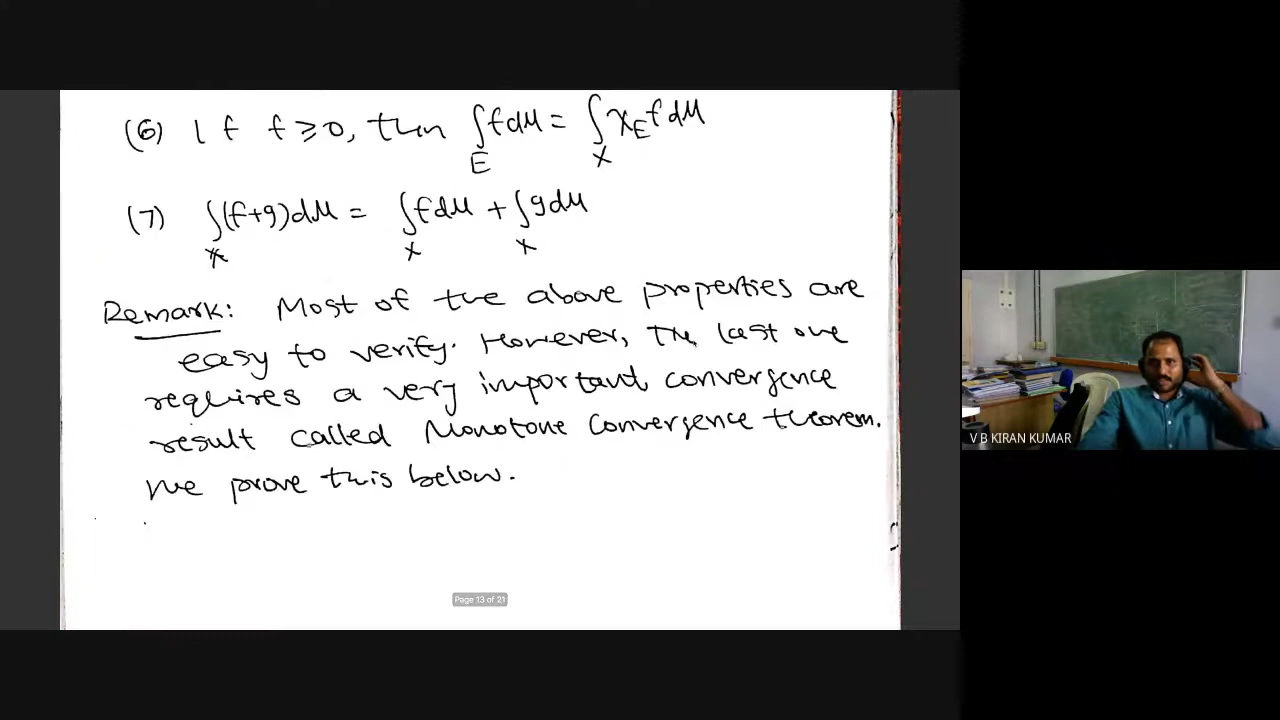 (6) If f ≥ 0, then ∫_E f dμ = ∫_X χ_E f dμ
(7) ∫_X (f+g) dμ = ∫_X f dμ + ∫_X g dμ
Remark: Most of the above properties are
easy to verify. However, the last one
requires a very important convergence
result called Monotone Convergence theorem.
We prove this below.
Page 13 of 21
V B KIRAN KUMAR